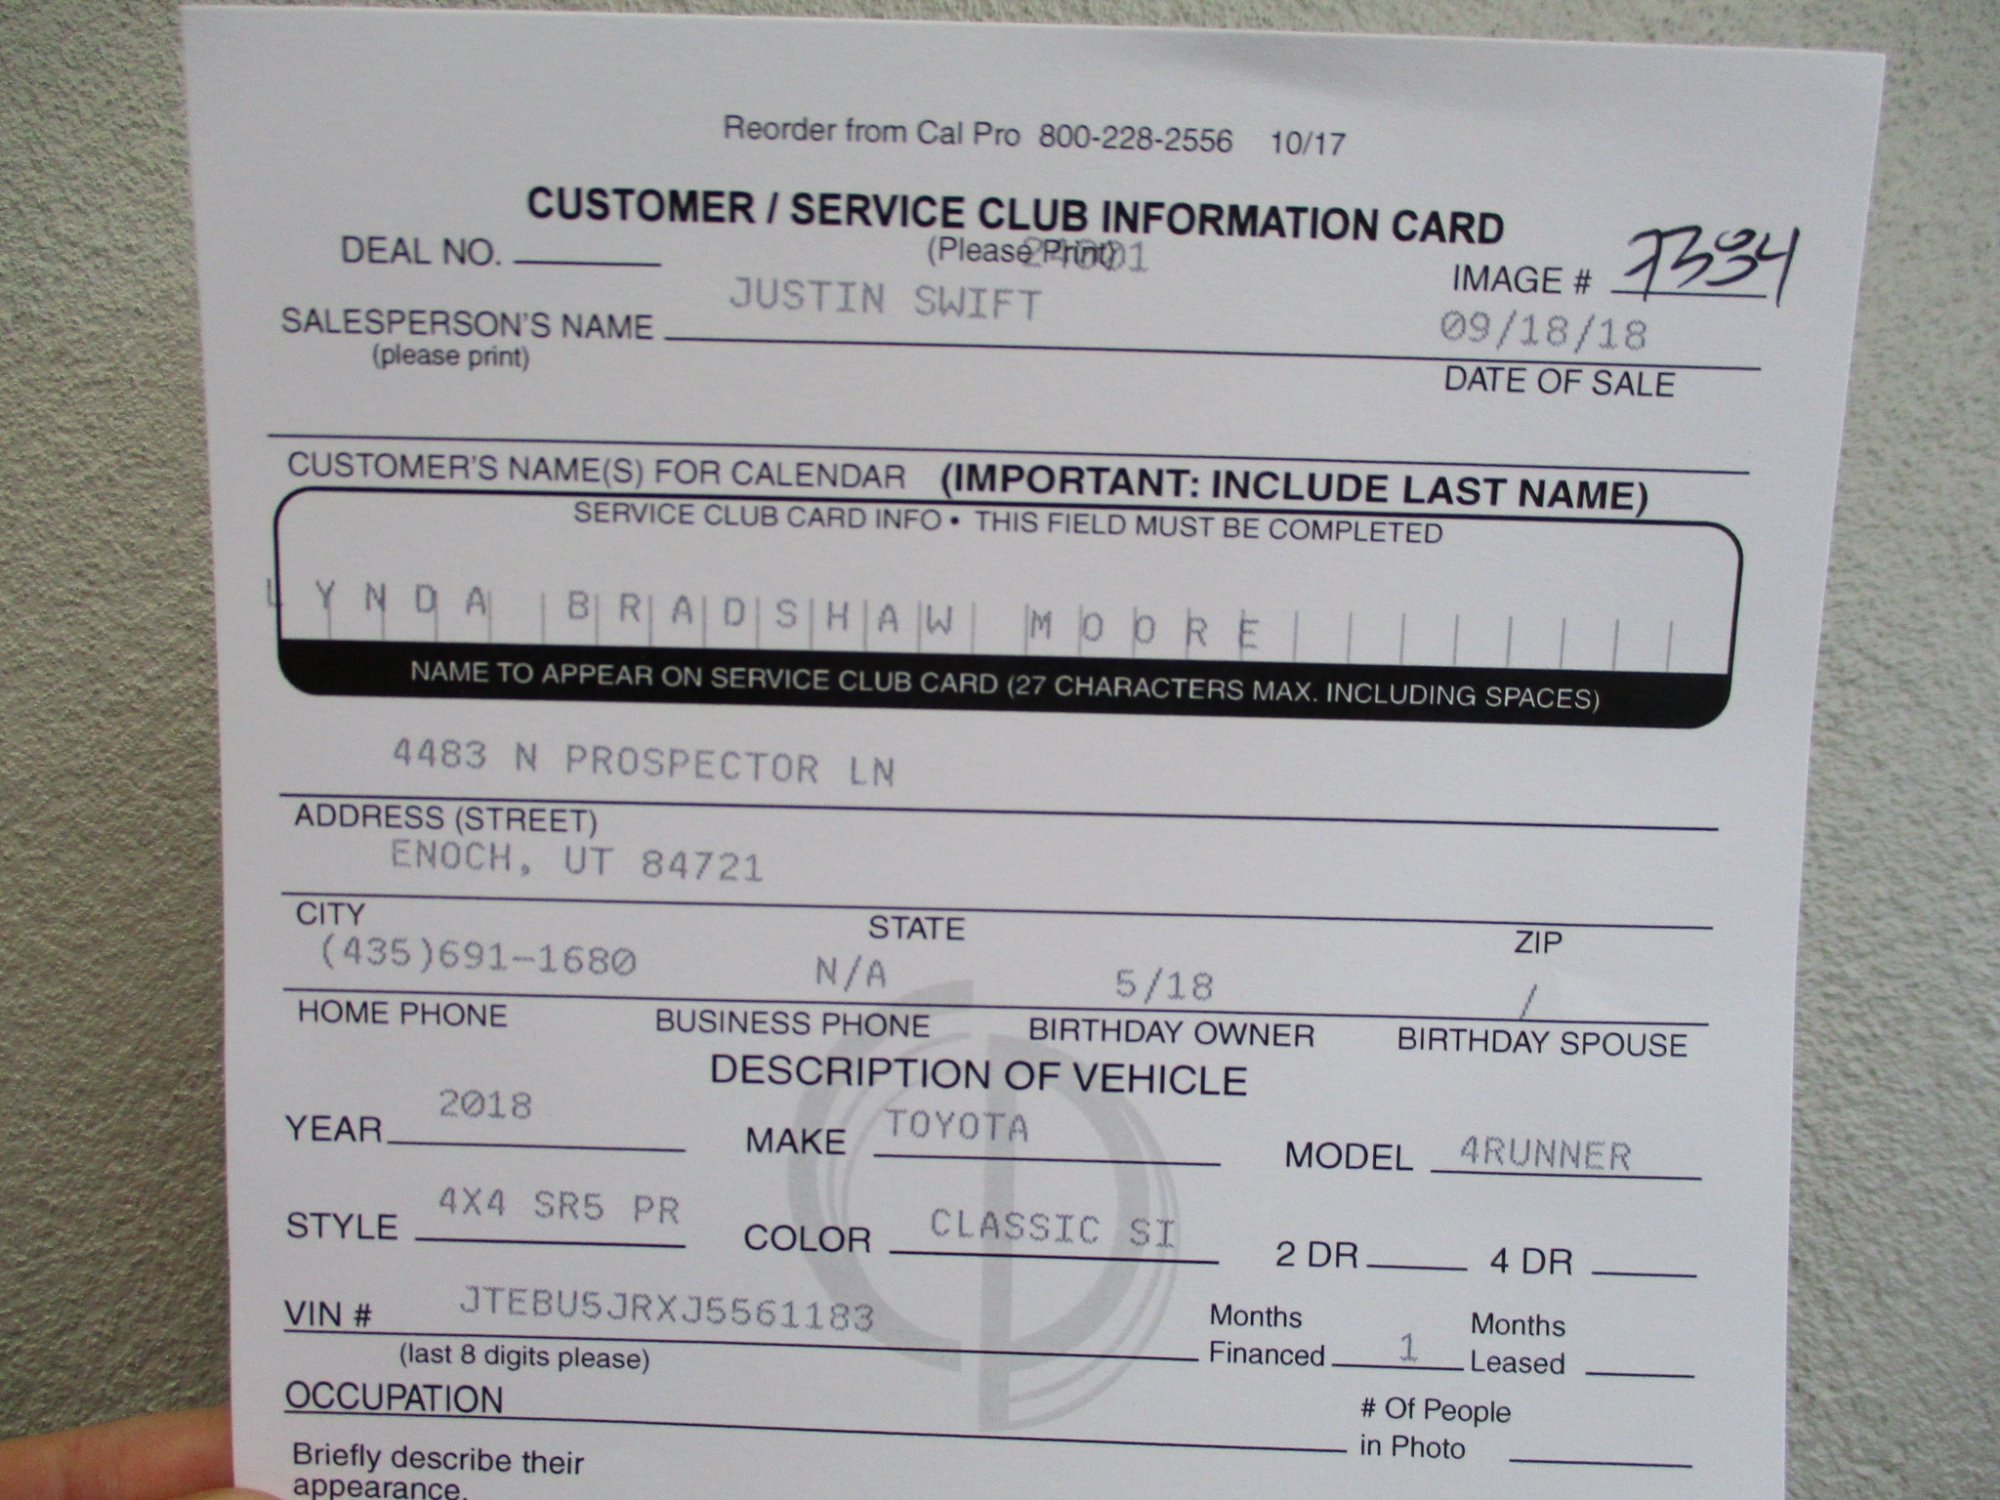 Reorder from Cal Pro 800-228-2556 10/17
CUSTOMER / SERVICE CLUB INFORMATION CARD
DEAL NO. (Please Print)
IMAGE # 7334
JUSTIN SWIFT
SALESPERSON'S NAME
(please print)
09/18/18
DATE OF SALE
CUSTOMER'S NAME(S) FOR CALENDAR (IMPORTANT: INCLUDE LAST NAME)
SERVICE CLUB CARD INFO • THIS FIELD MUST BE COMPLETED
LYNDA BRADSHAW MOORE
NAME TO APPEAR ON SERVICE CLUB CARD (27 CHARACTERS MAX. INCLUDING SPACES)
4483 N PROSPECTOR LN
ADDRESS (STREET)
ENOCH, UT 84721
CITY STATE ZIP
(435)691-1680 N/A 5/18 /
HOME PHONE BUSINESS PHONE BIRTHDAY OWNER BIRTHDAY SPOUSE
DESCRIPTION OF VEHICLE
YEAR 2018 MAKE TOYOTA MODEL 4RUNNER
STYLE 4X4 SR5 PR COLOR CLASSIC SI 2 DR 4 DR
VIN # JTEBU5JRXJ5561183
(last 8 digits please)
Months Financed 1 Months Leased
OCCUPATION
# Of People
in Photo
Briefly describe their
appearance.